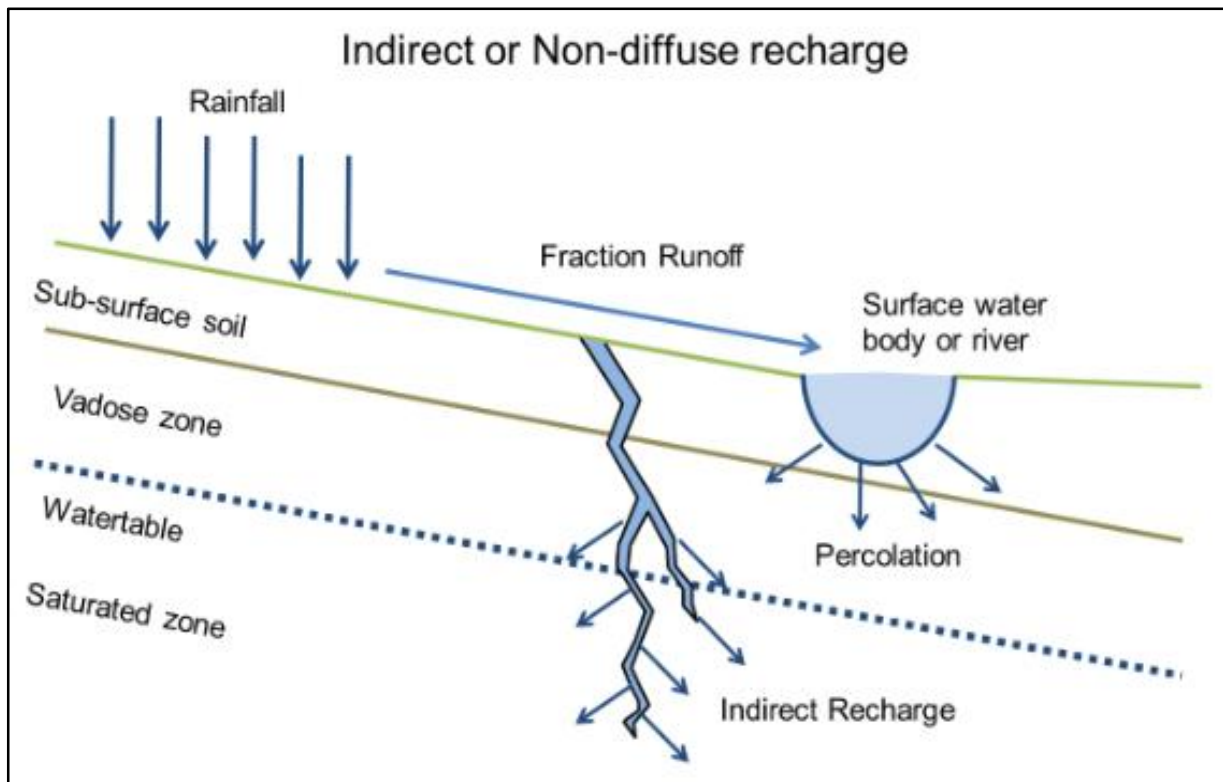 Indirect or Non-diffuse recharge
Rainfall
Fraction Runoff
Surface water
body or river
Sub-surface soil
Vadose zone
Watertable
Percolation
Saturated zone
Indirect Recharge